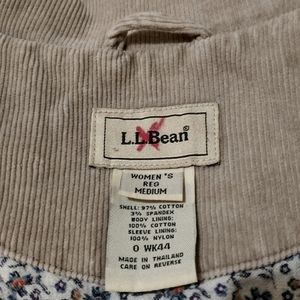 L.L.Bean®
WOMEN'S
REG
MEDIUM
SHELL: 97% COTTON
3% SPANDEX
BODY LINING:
100% COTTON
SLEEVE LINING:
100% NYLON
0 WK44
MADE IN THAILAND
CARE ON REVERSE